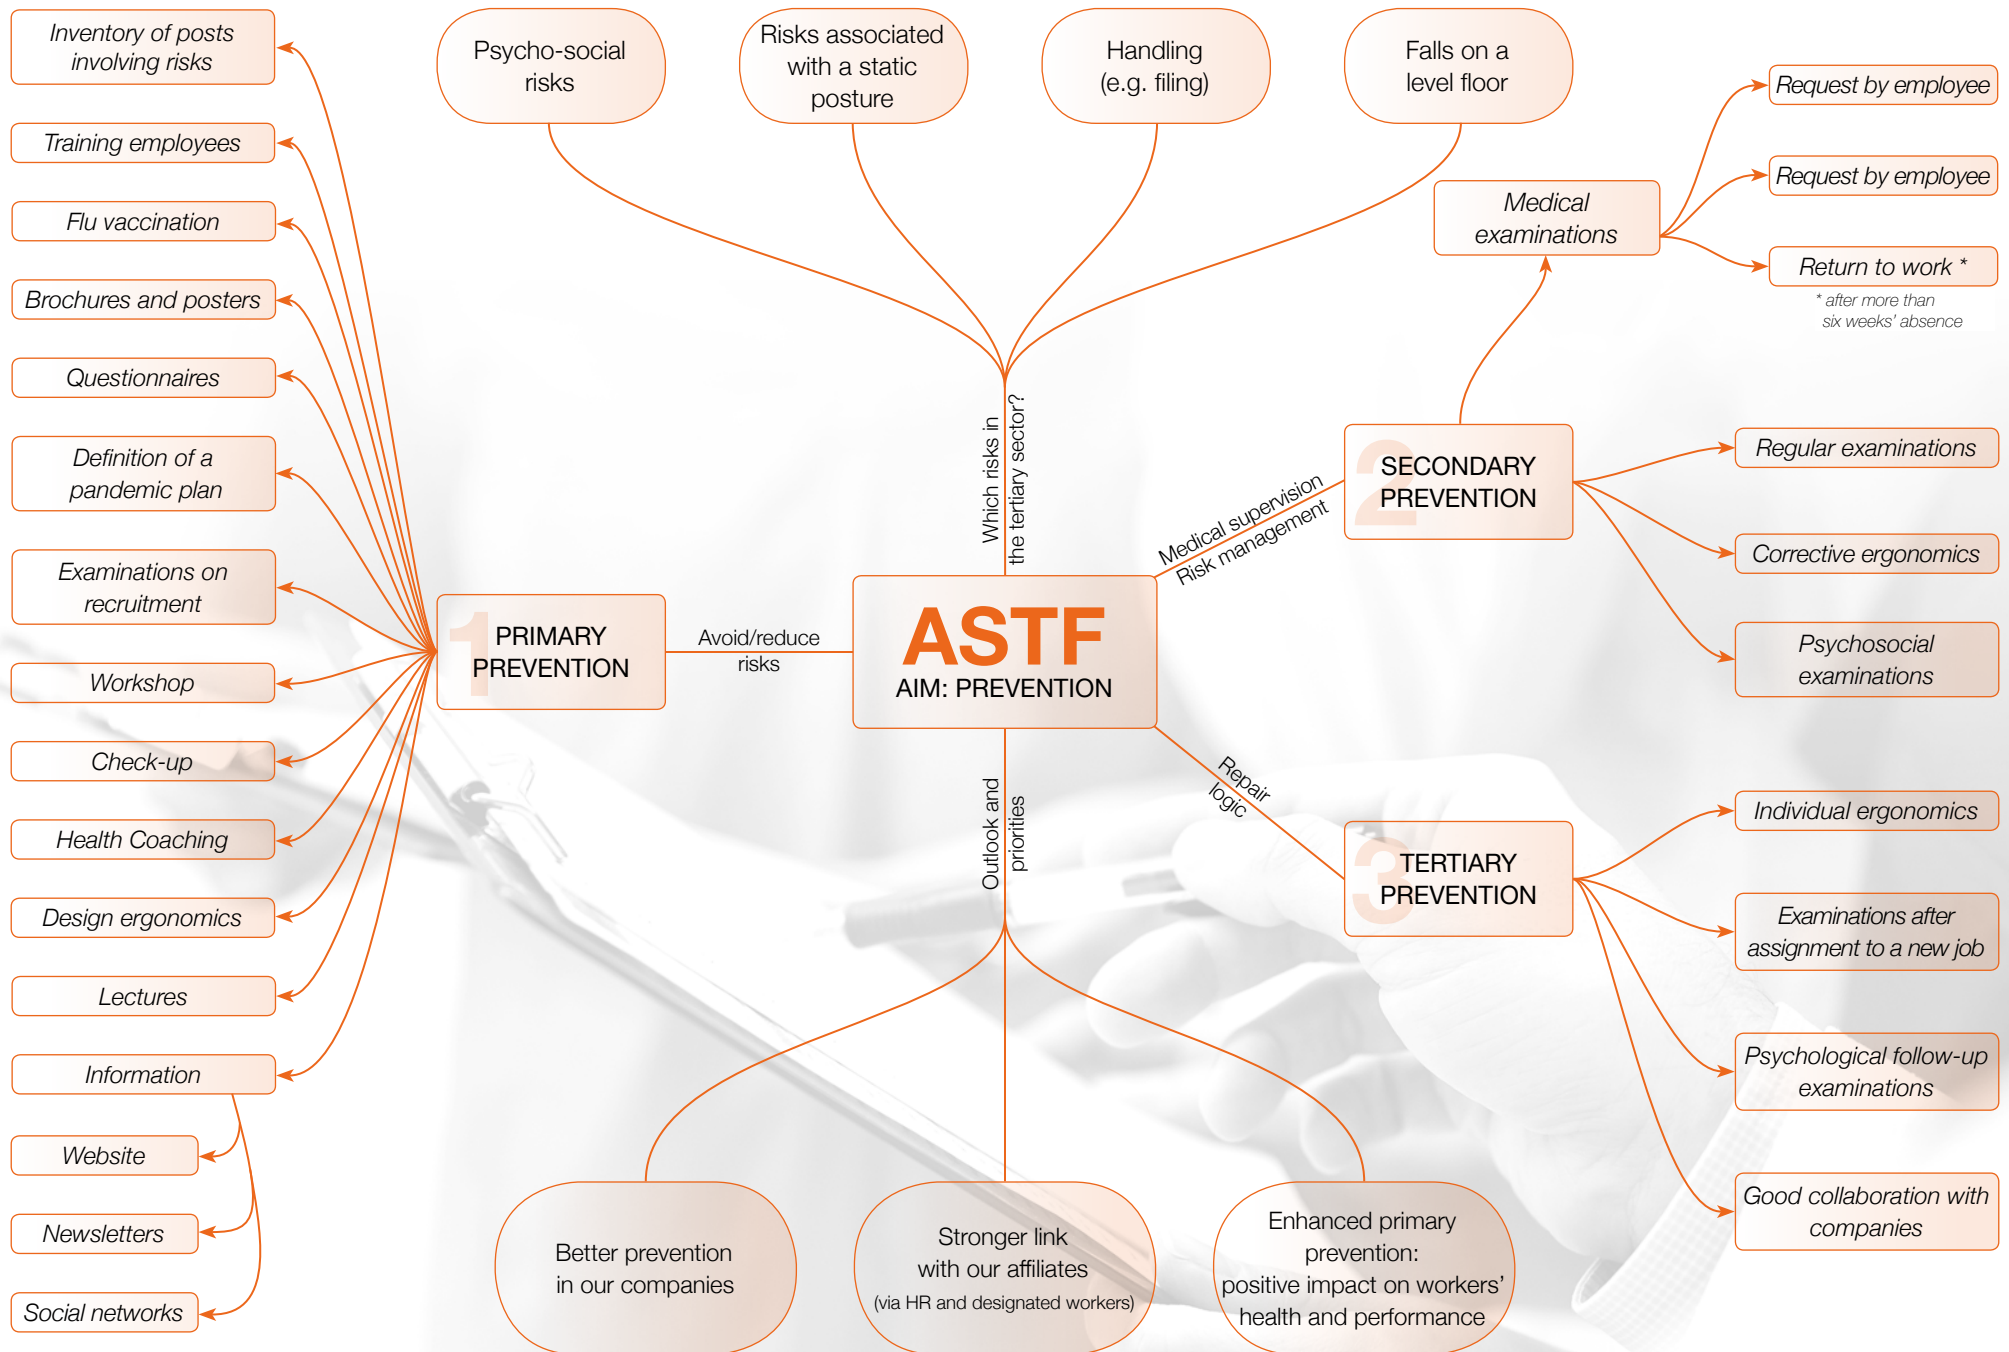 Inventory of posts
involving risks
Training employees
Flu vaccination
Brochures and posters
Questionnaires
Definition of a
pandemic plan
Examinations on
recruitment
Workshop
Check-up
Health Coaching
Design ergonomics
Lectures
Information
Website
Newsletters
Social networks
1
PRIMARY
PREVENTION
Avoid/reduce
risks
Psycho-social
risks
Risks associated
with a static
posture
Handling
(e.g. filing)
Falls on a
level floor
Which risks in
the tertiary sector?
ASTF
AIM: PREVENTION
Outlook and
priorities
Better prevention
in our companies
Stronger link
with our affiliates
(via HR and designated workers)
Enhanced primary
prevention:
positive impact on workers'
health and performance
Medical supervision
Risk management
2
SECONDARY
PREVENTION
Medical
examinations
Request by employee
Request by employee
Return to work *
* after more than
six weeks' absence
Regular examinations
Corrective ergonomics
Psychosocial
examinations
Repair
logic
3
TERTIARY
PREVENTION
Individual ergonomics
Examinations after
assignment to a new job
Psychological follow-up
examinations
Good collaboration with
companies